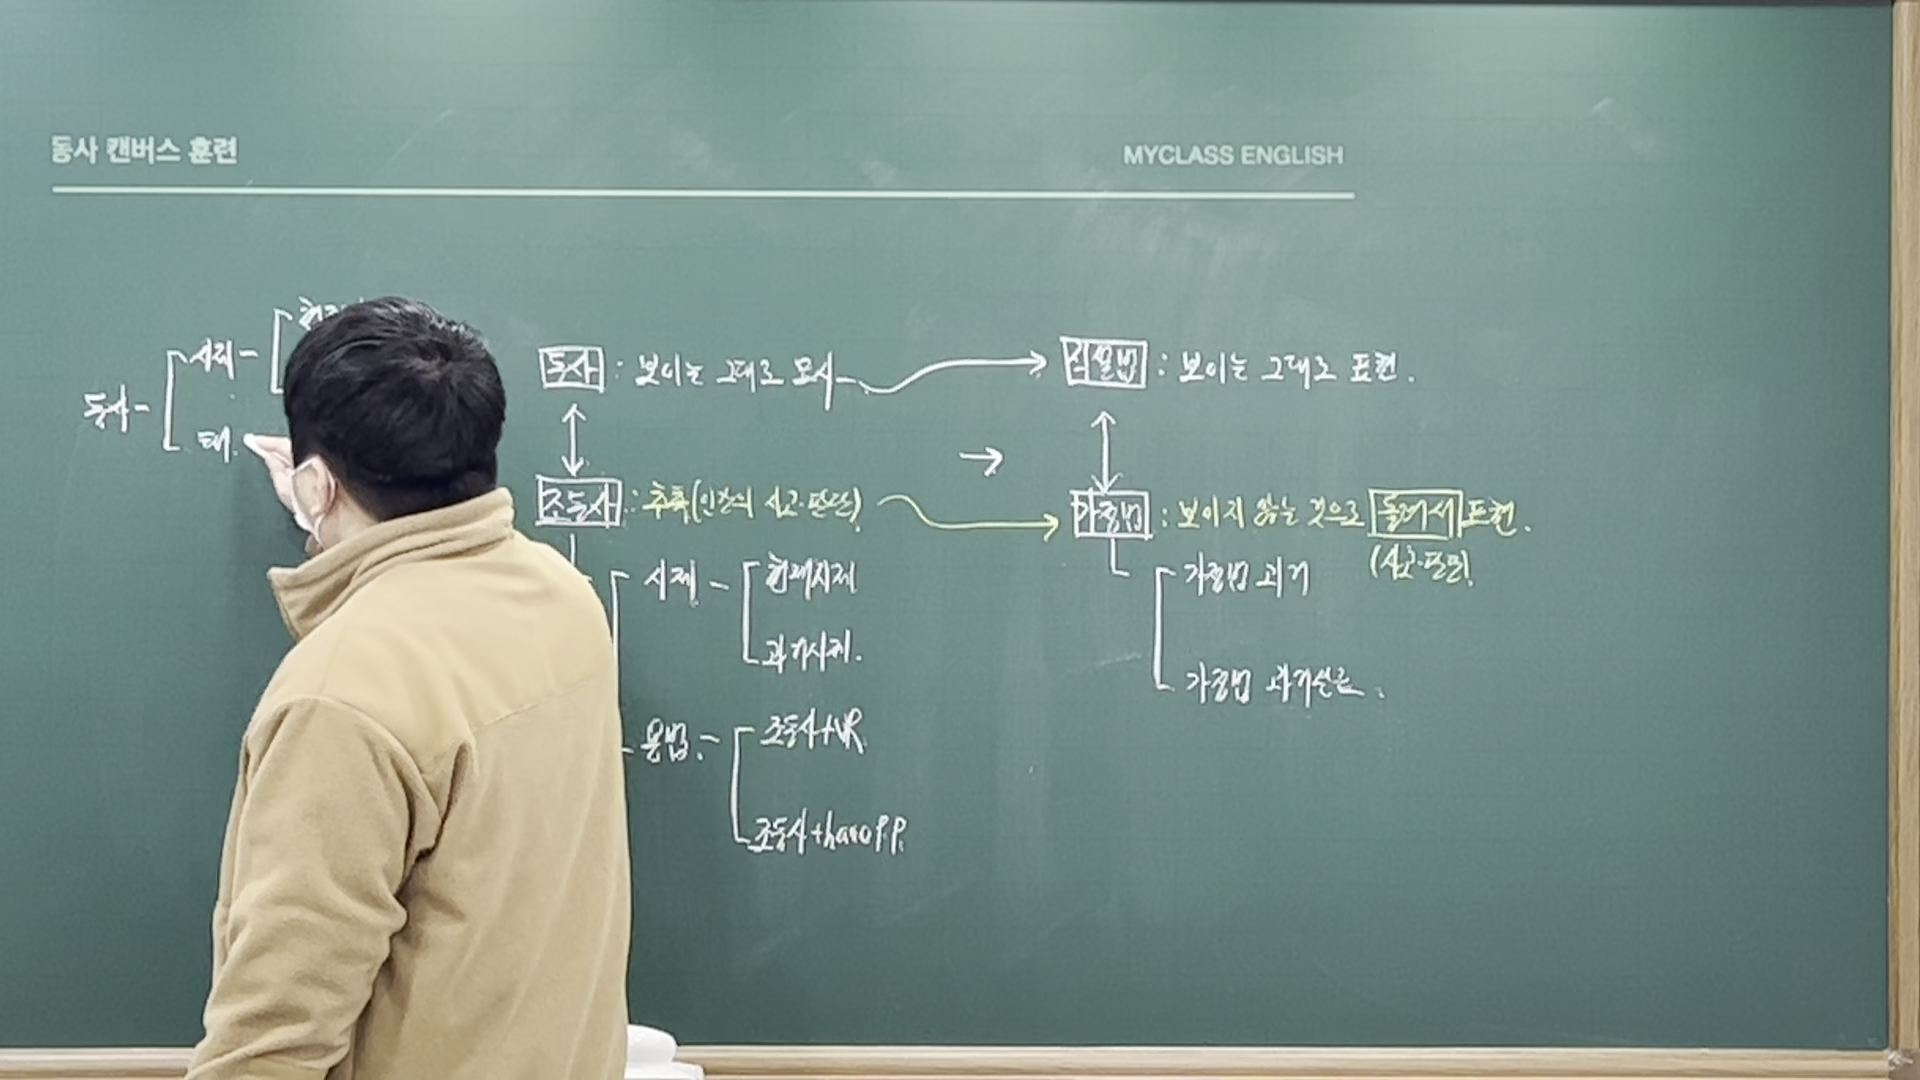 동사 캔버스 훈련
MYCLASS ENGLISH
동사 - 시제 -
태.
동사 : 보이는 그대로 묘사
직설법 : 보이는 그대로 표현.
→
조동사 : 추측(인간의 사고·판단)
가정법 : 보이지 않는 것으로 돌려서 표현.
(사고·판단)
시제 - 현재시제
과거시제.
가정법 과거
가정법 과거완료.
용법. - 조동사+VR
조동사+have P.P.